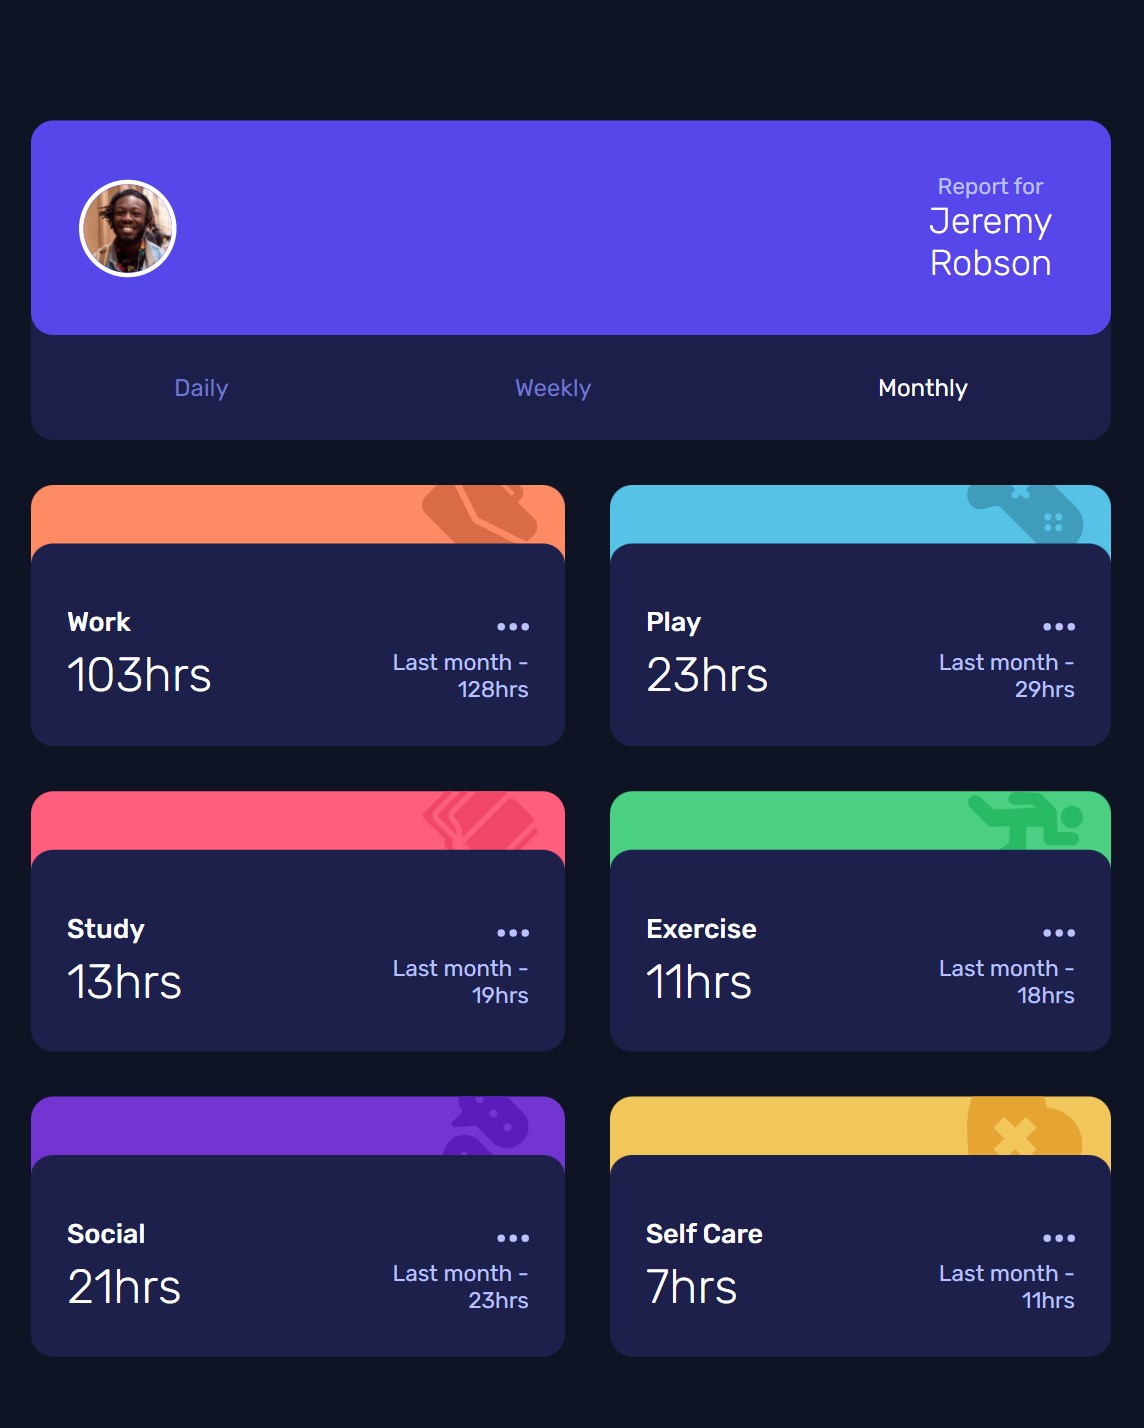 Report for
Jeremy
Robson
Daily
Weekly
Monthly
Work
103hrs
Last month -
128hrs
Play
23hrs
Last month -
29hrs
Study
13hrs
Last month -
19hrs
Exercise
11hrs
Last month -
18hrs
Social
21hrs
Last month -
23hrs
Self Care
7hrs
Last month -
11hrs